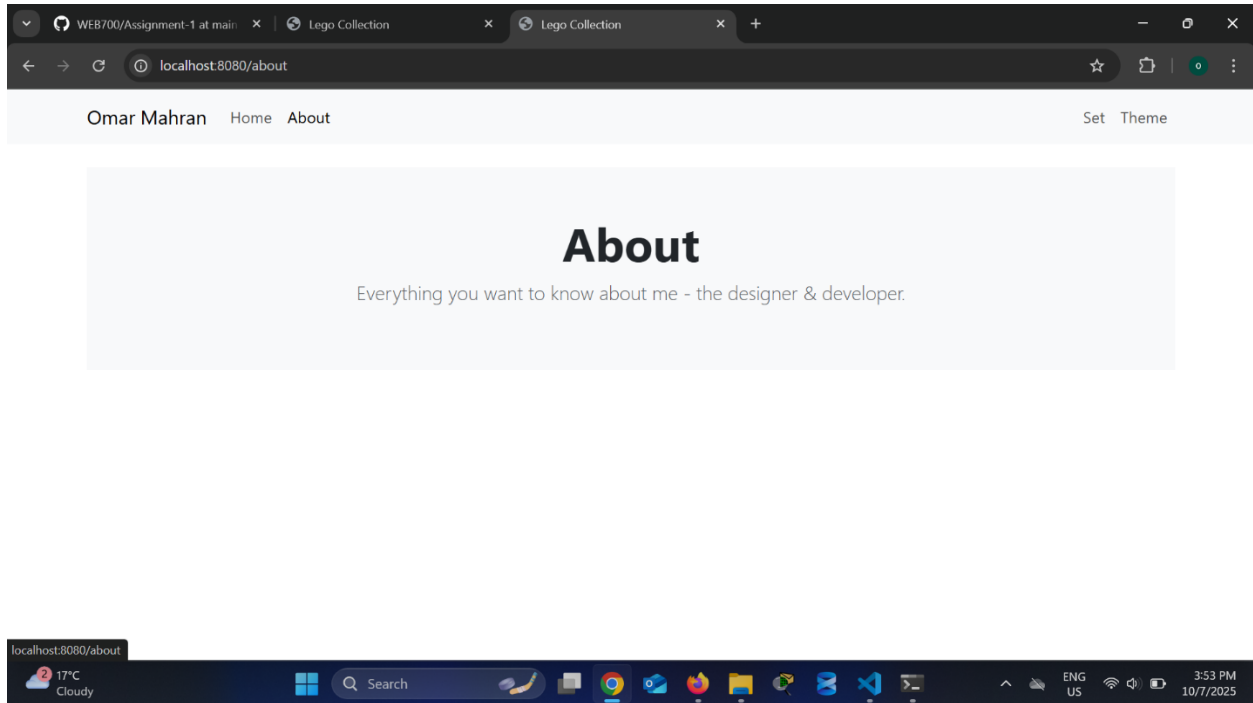 WEB700/Assignment-1 at main
Lego Collection
Lego Collection
localhost:8080/about
o
Omar Mahran Home About Set Theme
About
Everything you want to know about me - the designer & developer.
localhost:8080/about
2
17°C
Cloudy
Search
ENG
US
3:53 PM
10/7/2025